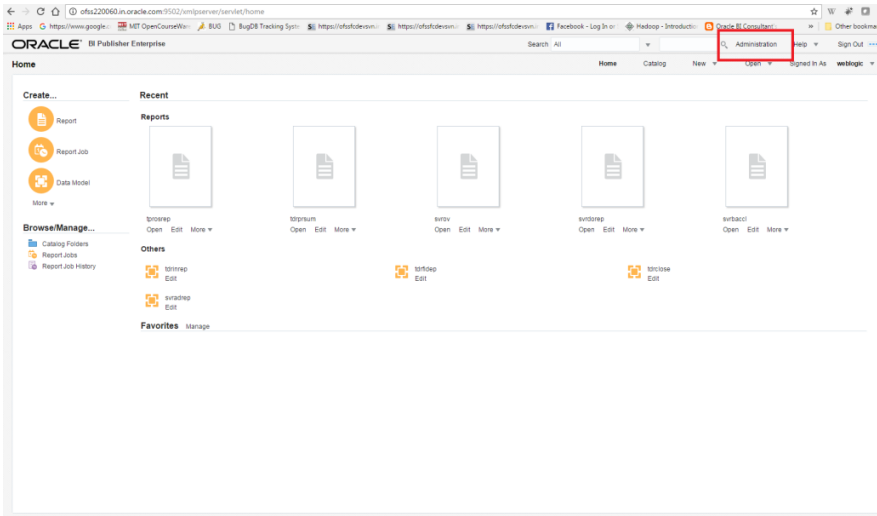 ofss220060.in.oracle.com:9502/xmlpserver/servlet/home
Apps https://www.google.c MIT OpenCourseWare BUG BugDB Tracking Syste https://ofssfcdevsvn.i https://ofssfcdevsvn.i https://ofssfcdevsvn.i Facebook - Log In or Hadoop - Introductio Oracle BI Consultant's » Other bookma
ORACLE BI Publisher Enterprise Search All Administration Help Sign Out
Home Home Catalog New Open Signed In As weblogic
Create... Recent
Reports
Report
Report Job
Data Model
More
tprosrep tdrprsum svrov svrdorep svrbascl
Open Edit More Open Edit More Open Edit More Open Edit More Open Edit More
Browse/Manage...
Catalog Folders
Report Jobs
Report Job History
Others
tdrinrep tdrfldep tdrclose
Edit Edit Edit
svradrep
Edit
Favorites Manage